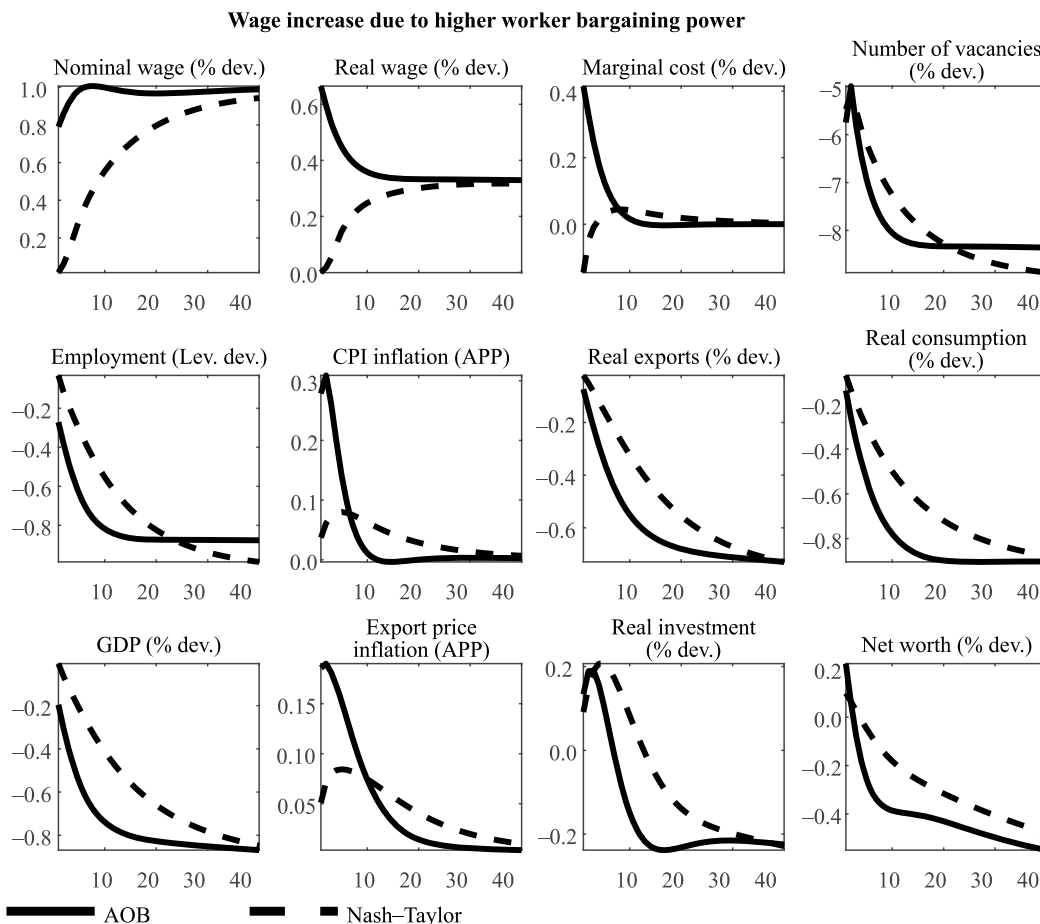 Wage increase due to higher worker bargaining power
Nominal wage (% dev.)
1.0
0.8
0.6
0.4
0.2
10 20 30 40
Real wage (% dev.)
0.6
0.4
0.2
0.0
10 20 30 40
Marginal cost (% dev.)
0.4
0.2
0.0
10 20 30 40
Number of vacancies
(% dev.)
–5
–6
–7
–8
10 20 30 40
Employment (Lev. dev.)
–0.2
–0.4
–0.6
–0.8
10 20 30 40
CPI inflation (APP)
0.3
0.2
0.1
0.0
10 20 30 40
Real exports (% dev.)
–0.2
–0.4
–0.6
10 20 30 40
Real consumption
(% dev.)
–0.2
–0.4
–0.6
–0.8
10 20 30 40
GDP (% dev.)
–0.2
–0.4
–0.6
–0.8
10 20 30 40
Export price
inflation (APP)
0.15
0.10
0.05
10 20 30 40
Real investment
(% dev.)
0.2
0.0
–0.2
10 20 30 40
Net worth (% dev.)
0.2
0.0
–0.2
–0.4
10 20 30 40
AOB
Nash–Taylor